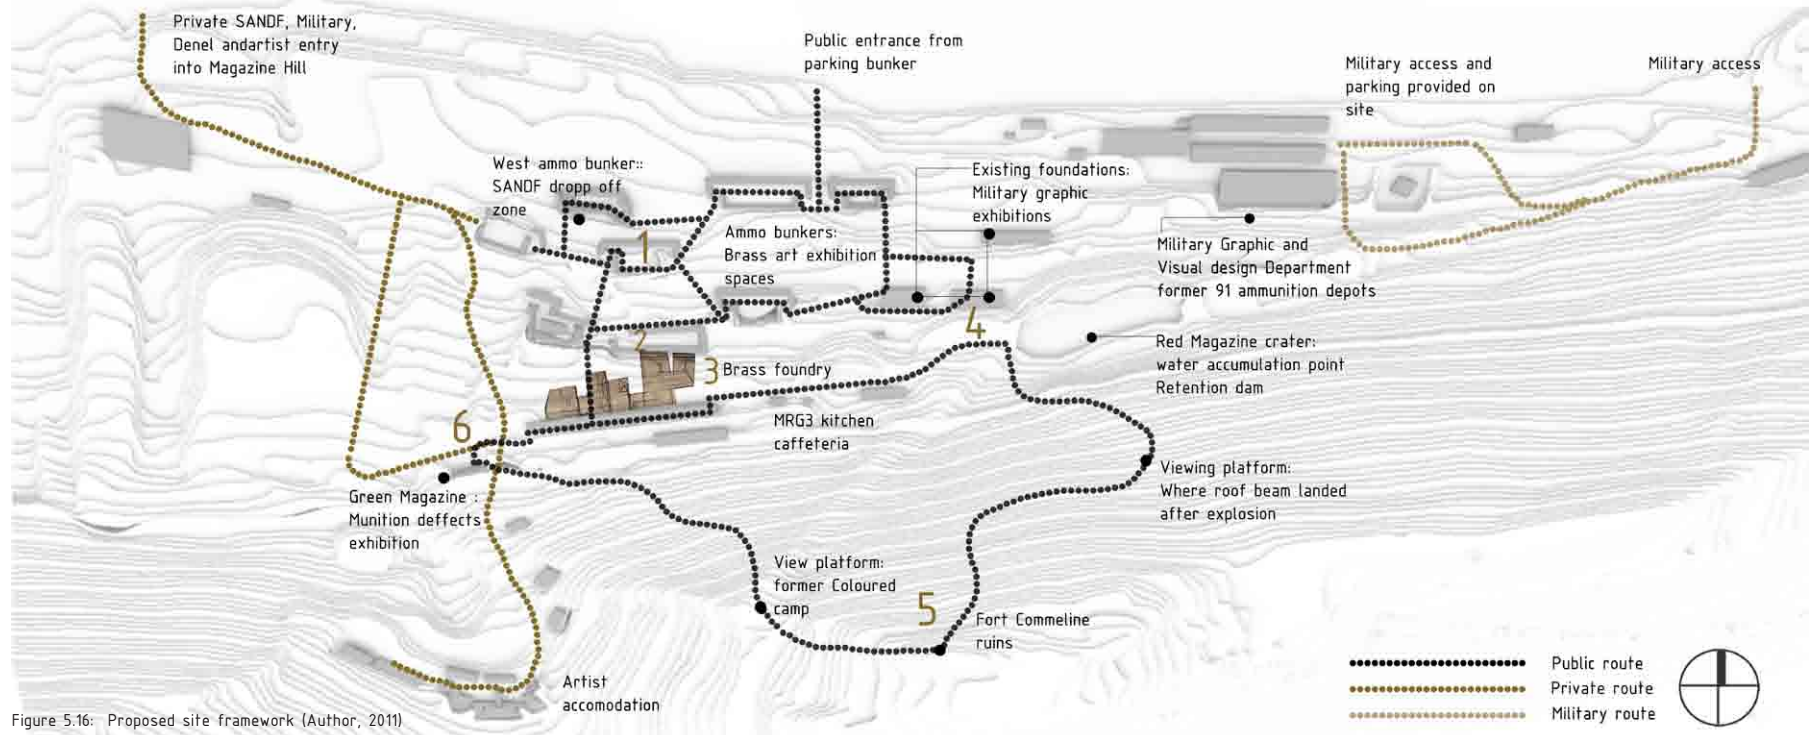 Private SANDF, Military,
Denel andartist entry
into Magazine Hill
Public entrance from
parking bunker
Military access and
parking provided on
site
Military access
West ammo bunker::
SANDF dropp off
zone
Existing foundations:
Military graphic
exhibitions
1
Ammo bunkers:
Brass art exhibition
spaces
Military Graphic and
Visual design Department
former 91 ammunition depots
2
4
Red Magazine crater:
water accumulation point
Retention dam
3
Brass foundry
MRG3 kitchen
caffeteria
6
Viewing platform:
Where roof beam landed
after explosion
Green Magazine :
Munition deffects
exhibition
View platform:
former Coloured
camp
5
Fort Commeline
ruins
Artist
accomodation
Public route
Private route
Military route
Figure 5.16: Proposed site framework (Author, 2011)